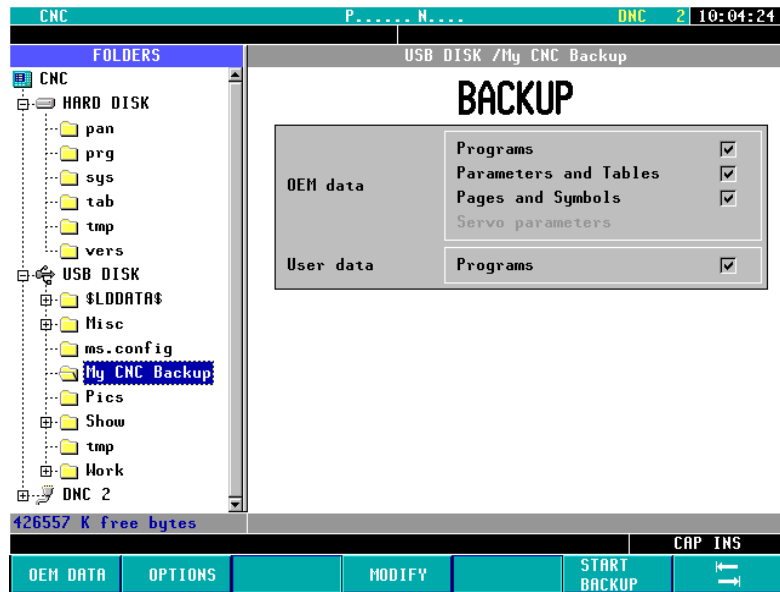 CNC P...... N.... DNC 2 10:04:24
FOLDERS
USB DISK /My CNC Backup
CNC
HARD DISK
pan
prg
sys
tab
tmp
vers
USB DISK
$LDDATA$
Misc
ms.config
My CNC Backup
Pics
Show
tmp
Work
DNC 2
426557 K free bytes
BACKUP
OEM data
Programs
Parameters and Tables
Pages and Symbols
Servo parameters
User data
Programs
CAP INS
OEM DATA
OPTIONS
MODIFY
START
BACKUP